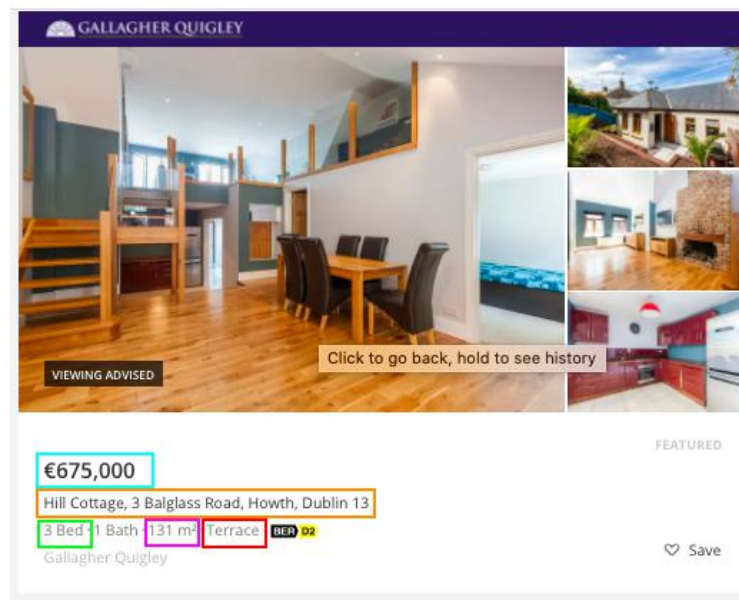 GALLAGHER QUIGLEY
Click to go back, hold to see history
VIEWING ADVISED
FEATURED
€675,000
Hill Cottage, 3 Balglass Road, Howth, Dublin 13
3 Bed · 1 Bath · 131 m² · Terrace BER D2
Gallagher Quigley
Save